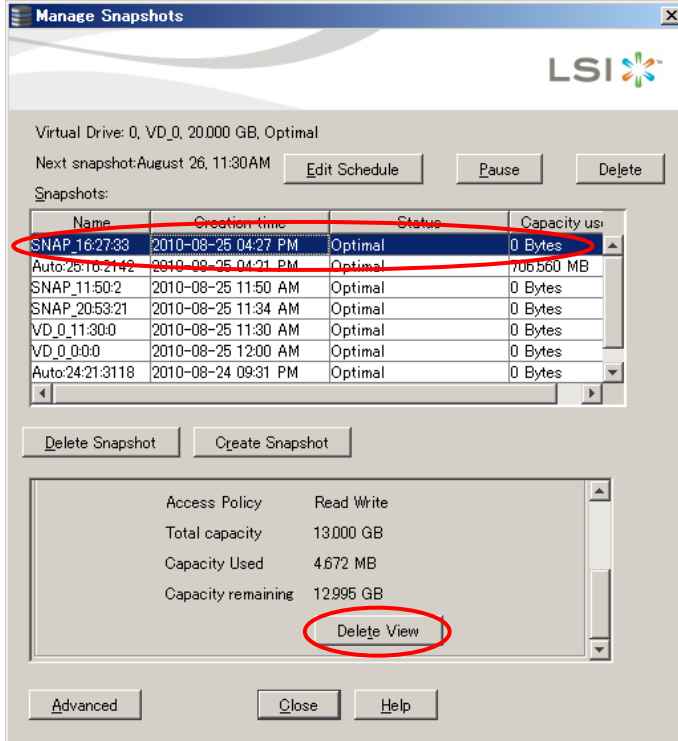 Manage Snapshots
LSI
Virtual Drive: 0, VD_0, 20.000 GB, Optimal
Next snapshot:August 26, 11:30AM Edit Schedule Pause Delete
Snapshots:
Name Creation time Status Capacity us
SNAP_16:27:33 2010-08-25 04:27 PM Optimal 0 Bytes
Auto:25:16:2142 2010-08-25 04:21 PM Optimal 706.560 MB
SNAP_11:50:2 2010-08-25 11:50 AM Optimal 0 Bytes
SNAP_20:53:21 2010-08-25 11:34 AM Optimal 0 Bytes
VD_0_11:30:0 2010-08-25 11:30 AM Optimal 0 Bytes
VD_0_0:0:0 2010-08-25 12:00 AM Optimal 0 Bytes
Auto:24:21:3118 2010-08-24 09:31 PM Optimal 0 Bytes
Delete Snapshot Create Snapshot
Access Policy Read Write
Total capacity 13.000 GB
Capacity Used 4.672 MB
Capacity remaining 12.995 GB
Delete View
Advanced Close Help